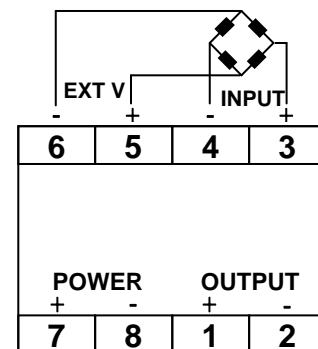 EXT V INPUT
- + - +
6 5 4 3
POWER OUTPUT
+ - + -
7 8 1 2